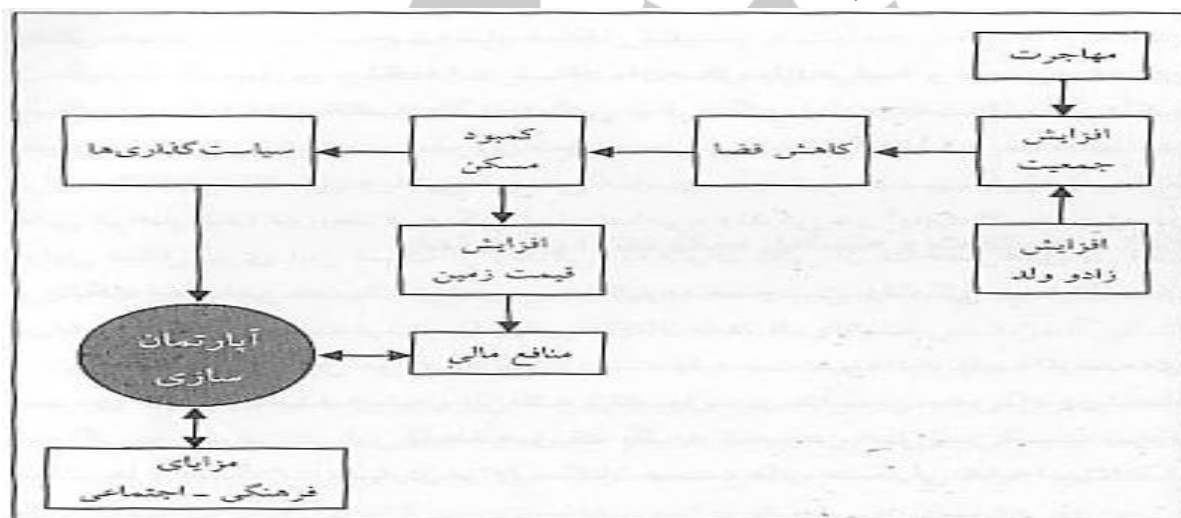 مهاجرت
افزایش
جمعیت
کاهش فضا
کمبود
مسکن
سیاست‌گذاری‌ها
افزایش
زادو ولد
افزایش
قیمت زمین
منافع مالی
آپارتمان
سازی
مزایای
فرهنگی - اجتماعی